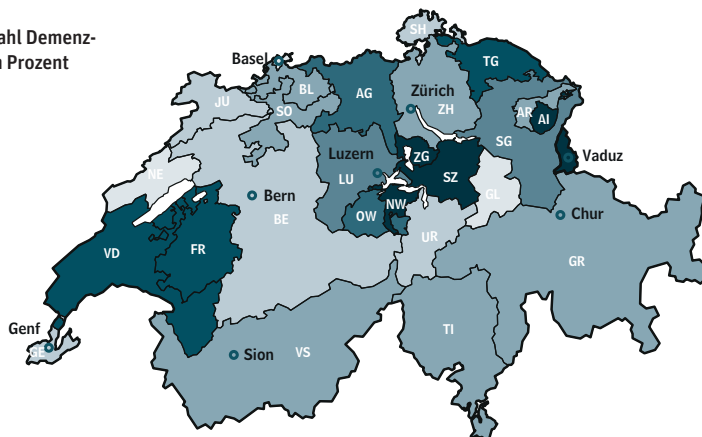 ahl Demenz-
Prozent
SH
Basel
TG
BL
AG
Zürich
ZH
JU
SO
AR
AI
SG
NE
Luzern
LU
ZG
SZ
Vaduz
GL
Bern
BE
NW
OW
Chur
VD
FR
UR
GR
Genf
GE
TI
Sion
VS